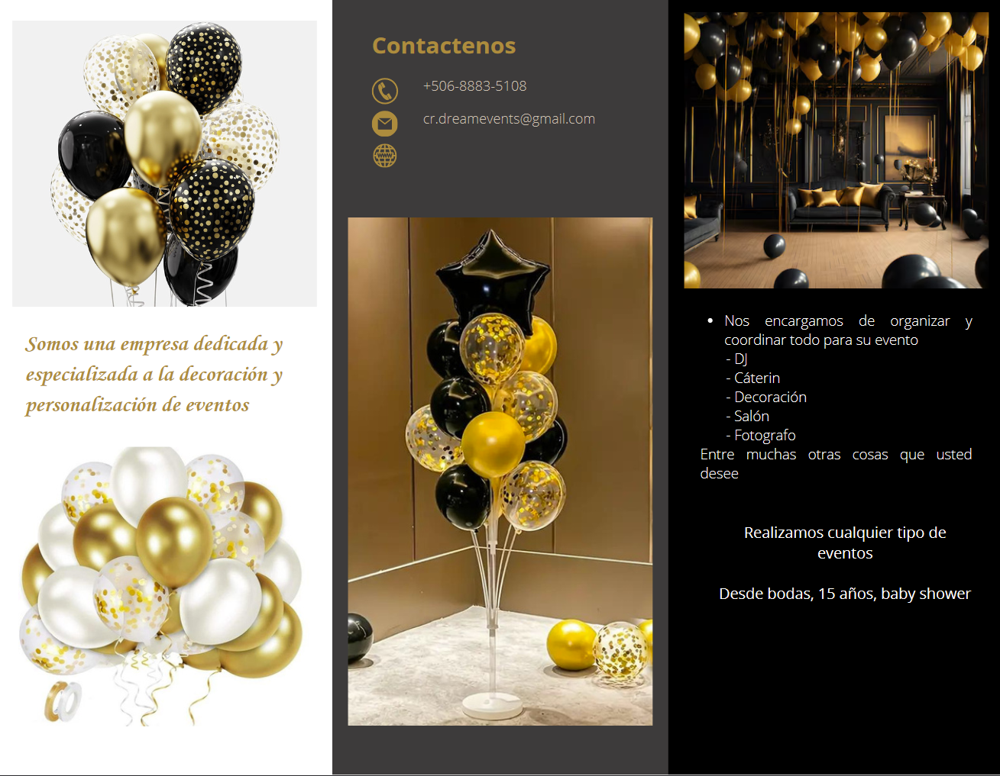 Somos una empresa dedicada y
especializada a la decoración y
personalización de eventos
Contactenos
+506-8883-5108
cr.dreamevents@gmail.com
• Nos encargamos de organizar y
coordinar todo para su evento
- DJ
- Cáterin
- Decoración
- Salón
- Fotografo
Entre muchas otras cosas que usted
desee
Realizamos cualquier tipo de
eventos
Desde bodas, 15 años, baby shower